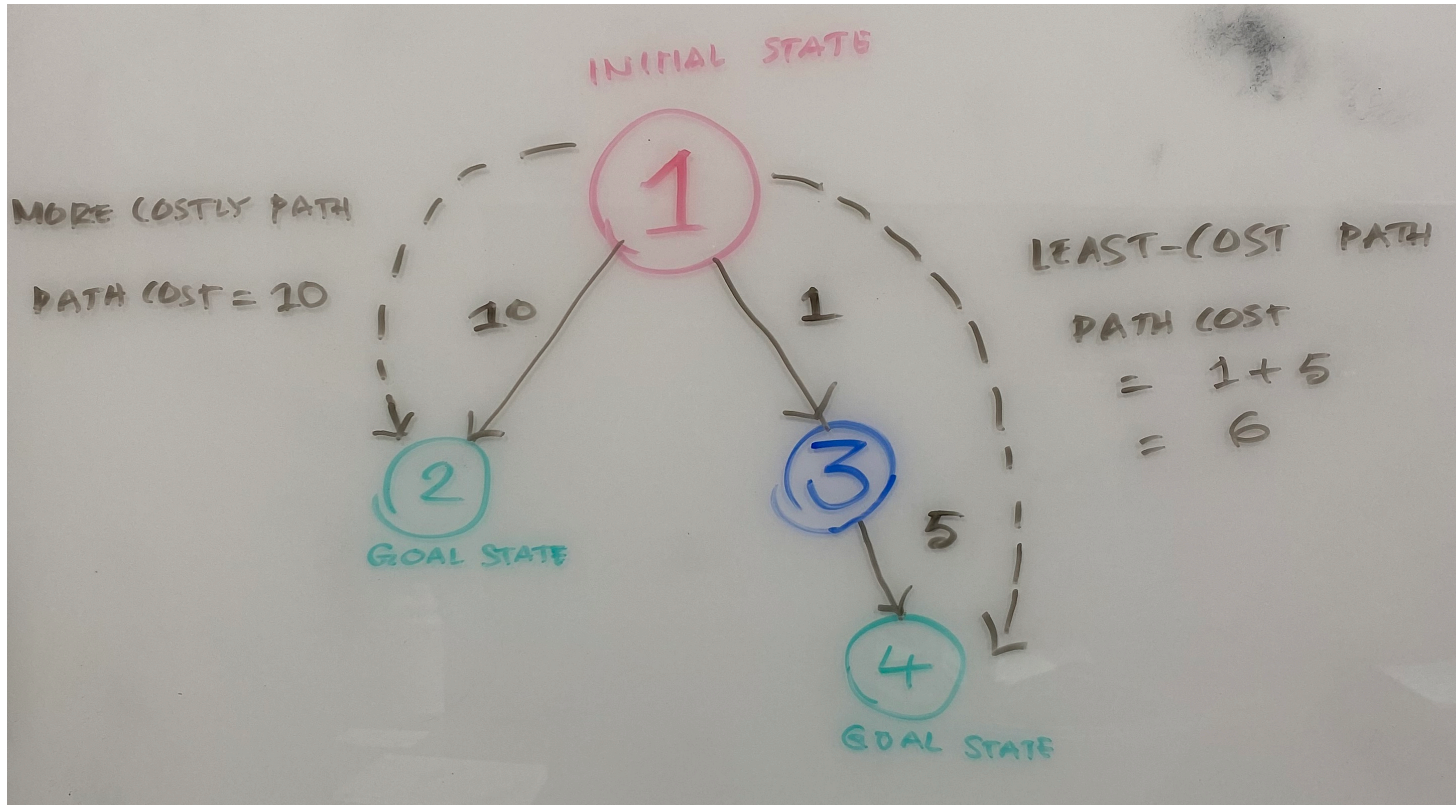 INITIAL STATE
1
MORE COSTLY PATH
PATH COST = 10
10
1
LEAST-COST PATH
PATH COST
= 1 + 5
= 6
2
GOAL STATE
3
5
4
GOAL STATE